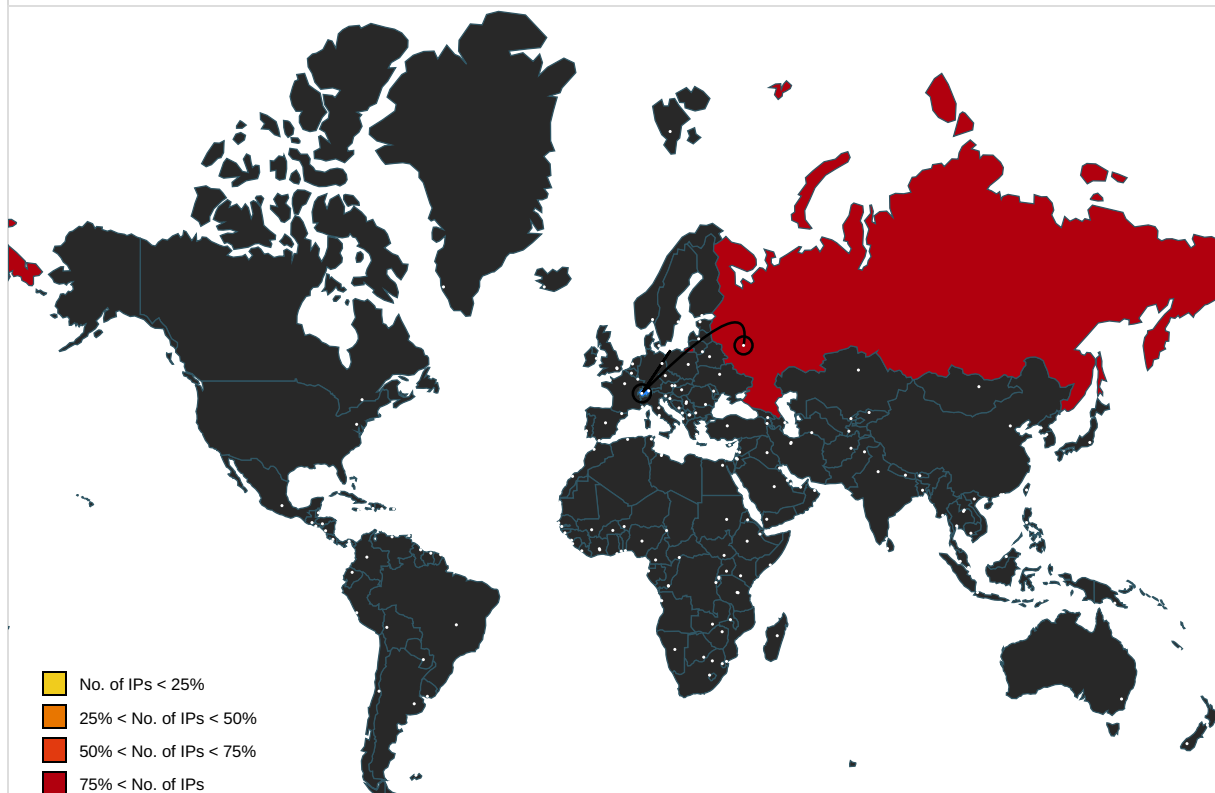 No. of IPs < 25%
25% < No. of IPs < 50%
50% < No. of IPs < 75%
75% < No. of IPs